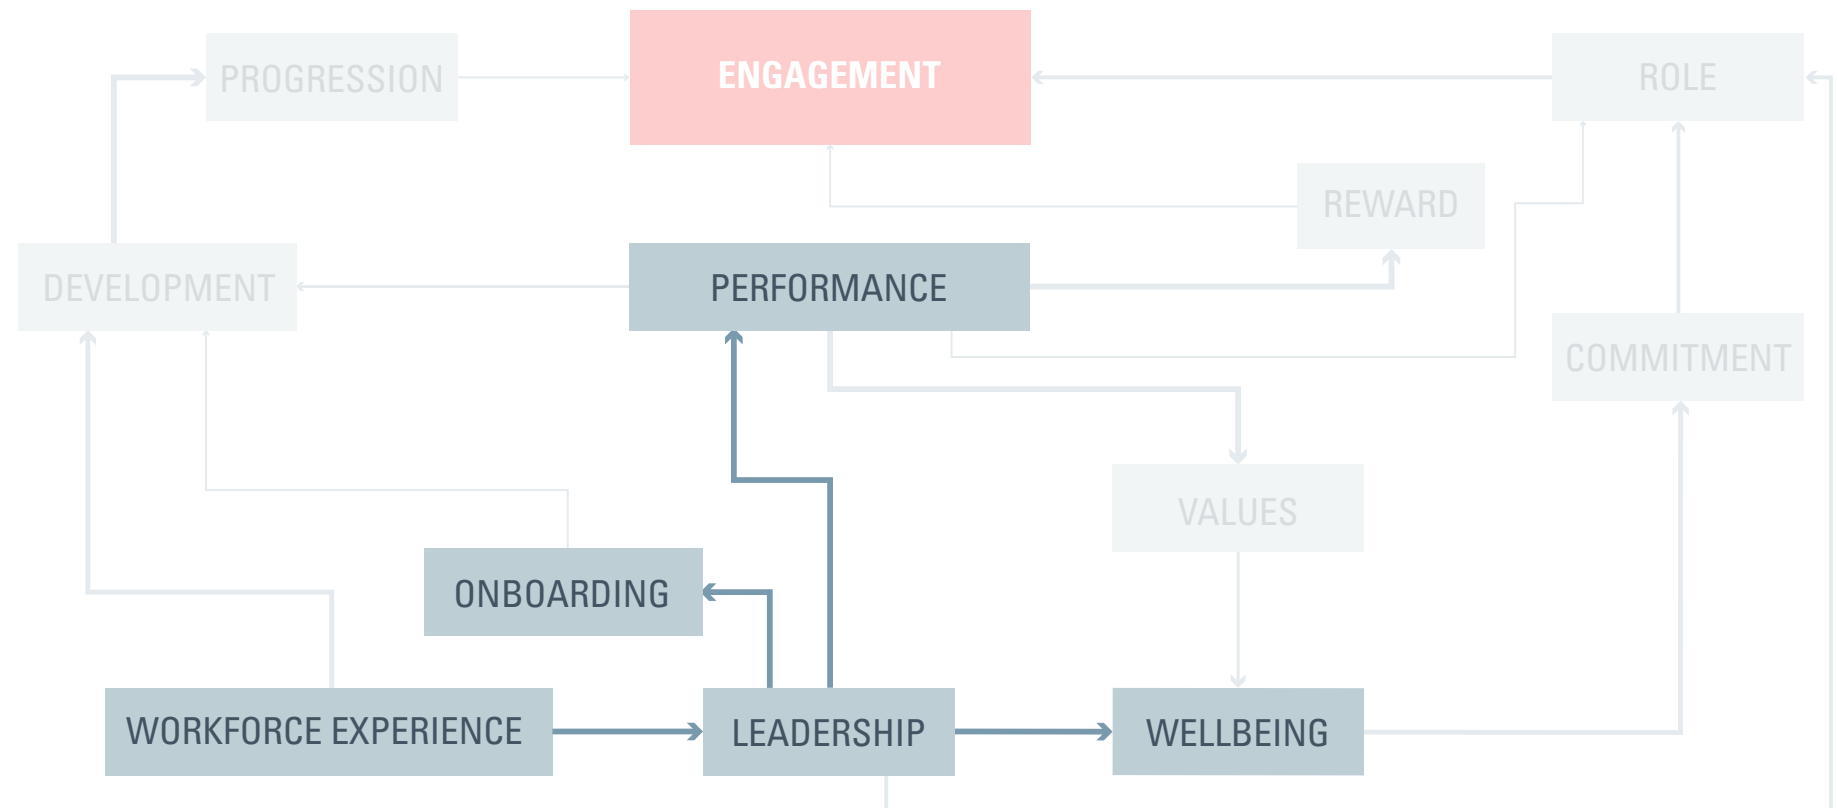 PROGRESSION
ENGAGEMENT
ROLE
REWARD
DEVELOPMENT
PERFORMANCE
COMMITMENT
VALUES
ONBOARDING
WORKFORCE EXPERIENCE
LEADERSHIP
WELLBEING